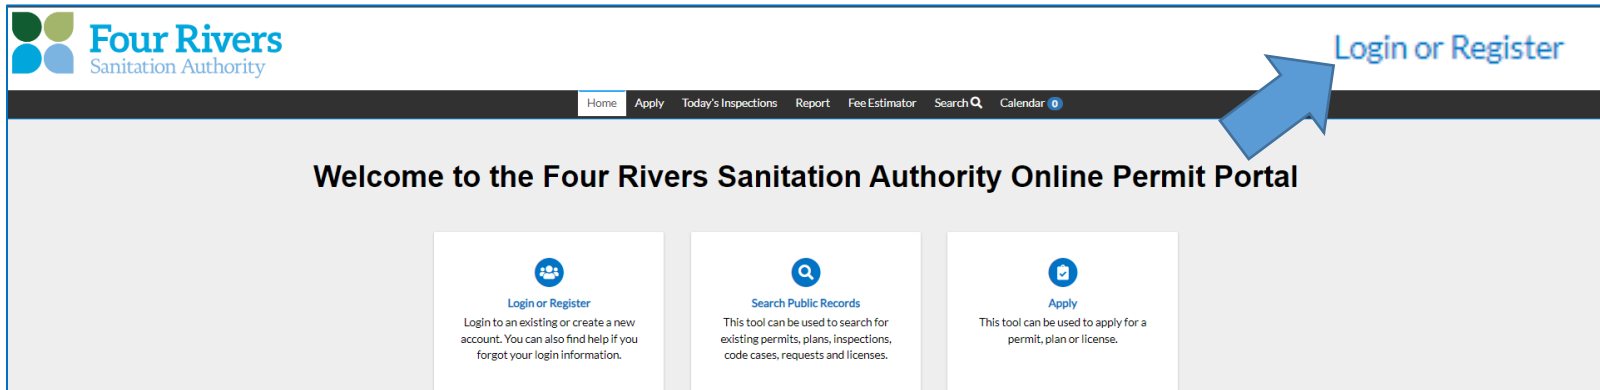 Four Rivers
Sanitation Authority
Login or Register
Home Apply Today's Inspections Report Fee Estimator Search Calendar 0
Welcome to the Four Rivers Sanitation Authority Online Permit Portal
Login or Register
Login to an existing or create a new
account. You can also find help if you
forgot your login information.
Search Public Records
This tool can be used to search for
existing permits, plans, inspections,
code cases, requests and licenses.
Apply
This tool can be used to apply for a
permit, plan or license.